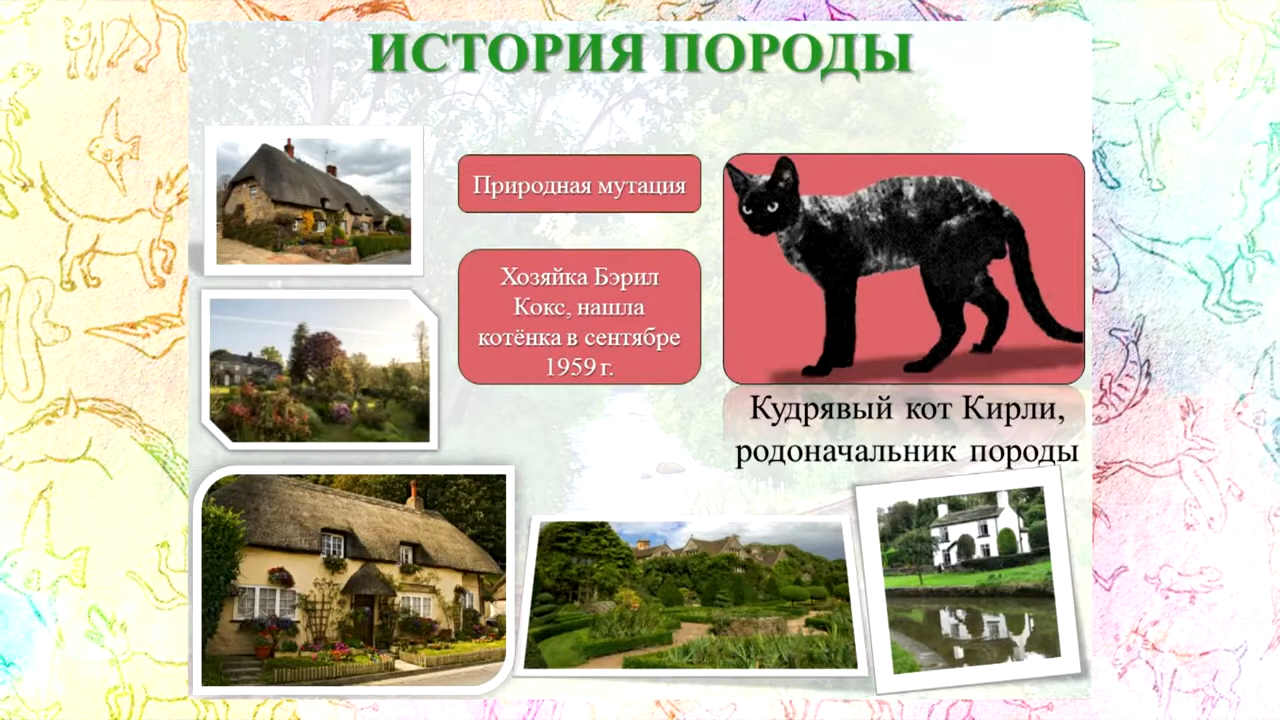 ИСТОРИЯ ПОРОДЫ
Природная мутация
Хозяйка Бэрил
Кокс, нашла
котёнка в сентябре
1959 г.
Кудрявый кот Кирли,
родоначальник породы